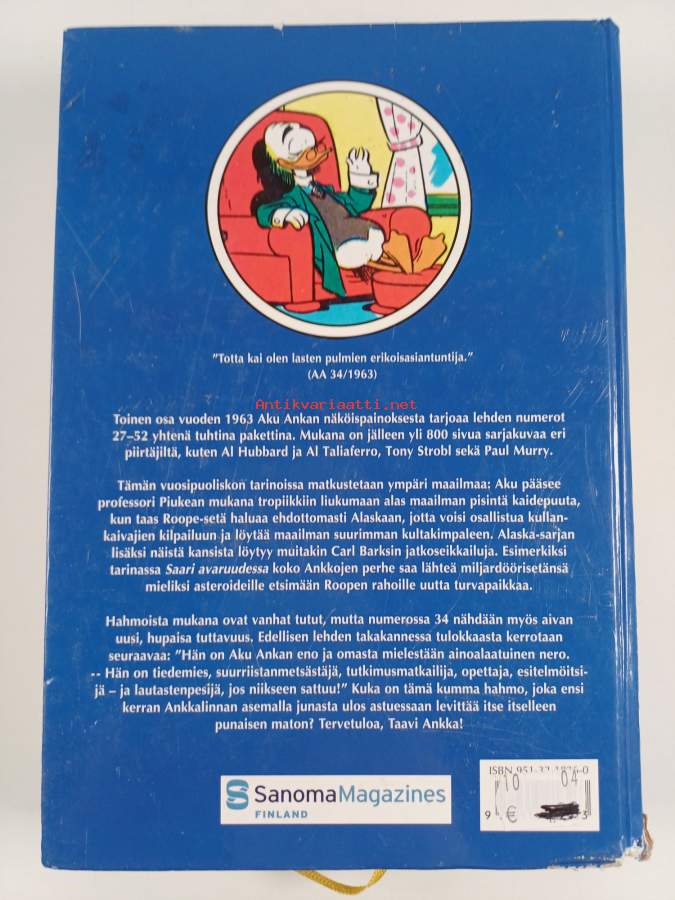 "Totta kai olen lasten pulmien erikoisasiantuntija."
(AA 34/1963)
Antikvariaatti.net
Toinen osa vuoden 1963 Aku Ankan näköispainoksesta tarjoaa lehden numerot
27–52 yhtenä tuhtina pakettina. Mukana on jälleen yli 800 sivua sarjakuvaa eri
piirtäjiltä, kuten Al Hubbard ja Al Taliaferro, Tony Strobl sekä Paul Murry.
Tämän vuosipuoliskon tarinoissa matkustetaan ympäri maailmaa: Aku pääsee
professori Piukean mukana tropiikkiin liukumaan alas maailman pisintä kaidepuuta,
kun taas Roope-setä haluaa ehdottomasti Alaskaan, jotta voisi osallistua kullan-
kaivajien kilpailuun ja löytää maailman suurimman kultakimpaleen. Alaska-sarjan
lisäksi näistä kansista löytyy muitakin Carl Barksin jatkoseikkailuja. Esimerkiksi
tarinassa Saari avaruudessa koko Ankkojen perhe saa lähteä miljardöörisetänsä
mieliksi asteroideille etsimään Roopen rahoille uutta turvapaikkaa.
Hahmoista mukana ovat vanhat tutut, mutta numerossa 34 nähdään myös aivan
uusi, hupaisa tuttavuus. Edellisen lehden takakannessa tulokkaasta kerrotaan
seuraavaa: "Hän on Aku Ankan eno ja omasta mielestään ainoalaatuinen nero.
-- Hän on tiedemies, suurriistanmetsästäjä, tutkimusmatkailija, opettaja, esitelmöitsi-
jä – ja lautastenpesijä, jos niikseen sattuu!" Kuka on tämä kumma hahmo, joka ensi
kerran Ankkalinnan asemalla junasta ulos astuessaan levittää itse itselleen
punaisen maton? Tervetuloa, Taavi Ankka!
ISBN 951-32-
10 04
9 € 3
SanomaMagazines
FINLAND